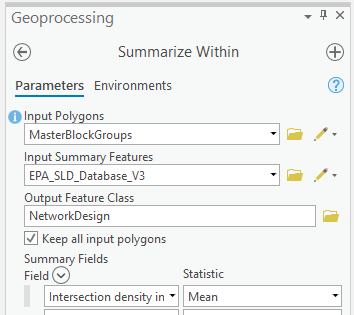 Geoprocessing
Summarize Within
Parameters Environments
Input Polygons
MasterBlockGroups
Input Summary Features
EPA_SLD_Database_V3
Output Feature Class
NetworkDesign
Keep all input polygons
Summary Fields
Field Statistic
Intersection density in Mean